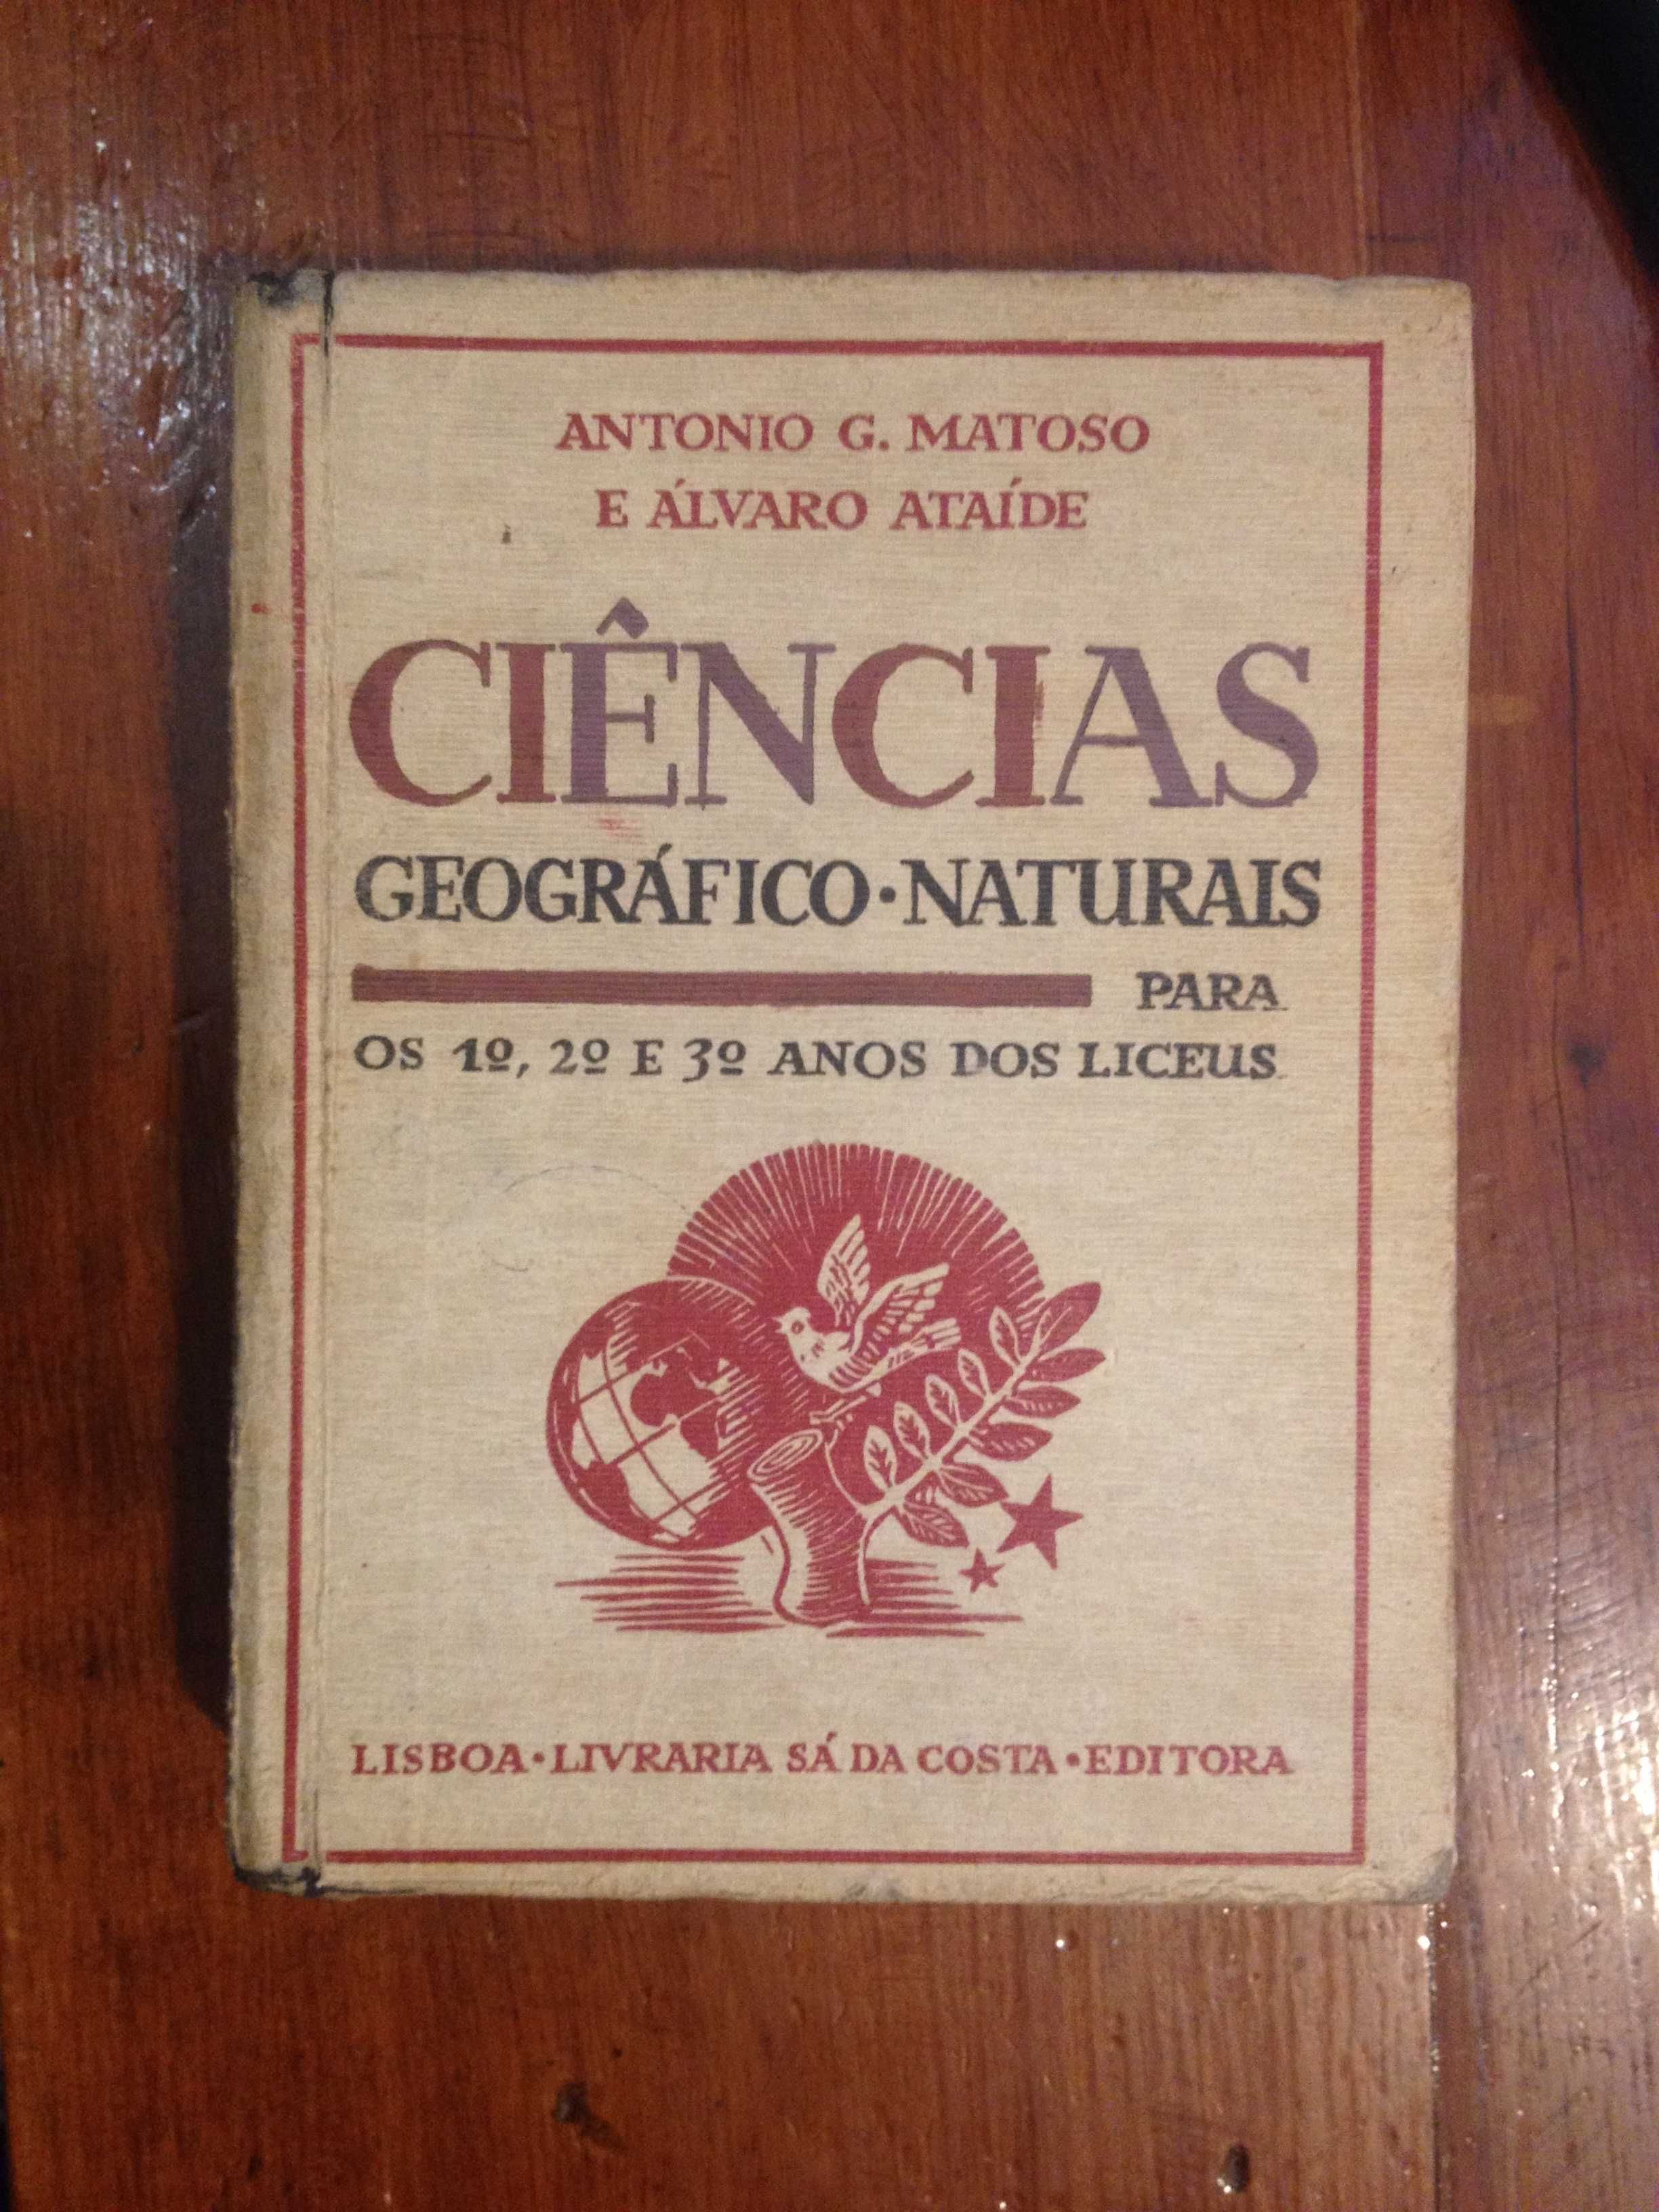 ANTONIO G. MATOSO
E ÁLVARO ATAÍDE
CIÊNCIAS
GEOGRÁFICO·NATURAIS
PARA
OS 1º, 2º E 3º ANOS DOS LICEUS
LISBOA·LIVRARIA SÁ DA COSTA·EDITORA